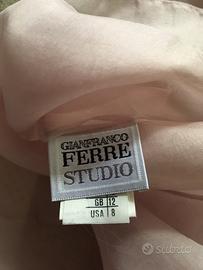 GIANFRANCO
FERRE
STUDIO
GB 12
USA 8
subito